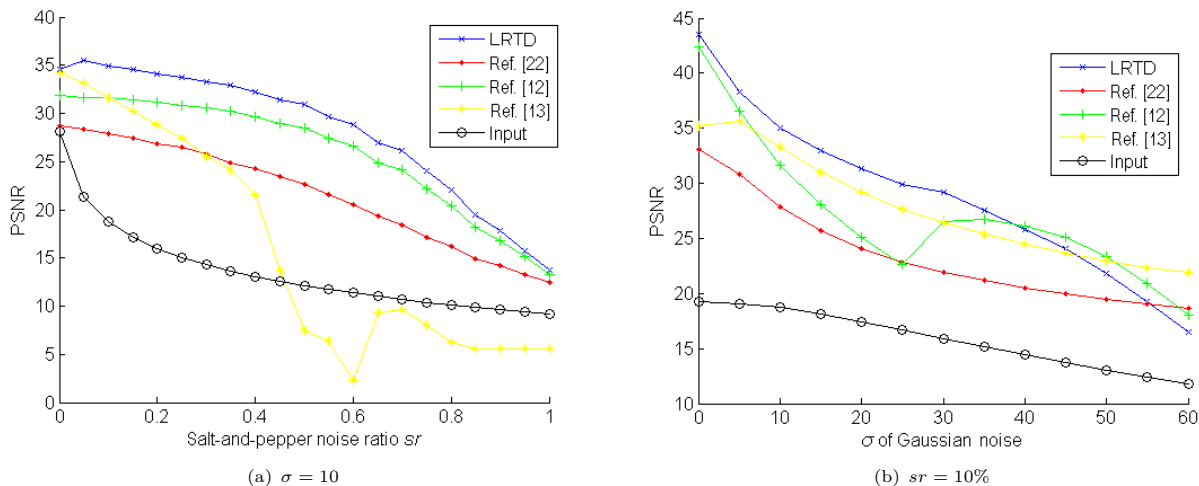 40
35
30
25
20
15
10
5
0
PSNR
0 0.2 0.4 0.6 0.8 1
Salt-and-pepper noise ratio sr
LRTD
Ref. [22]
Ref. [12]
Ref. [13]
Input
(a) σ = 10
45
40
35
30
25
20
15
10
PSNR
0 10 20 30 40 50 60
σ of Gaussian noise
LRTD
Ref. [22]
Ref. [12]
Ref. [13]
Input
(b) sr = 10%